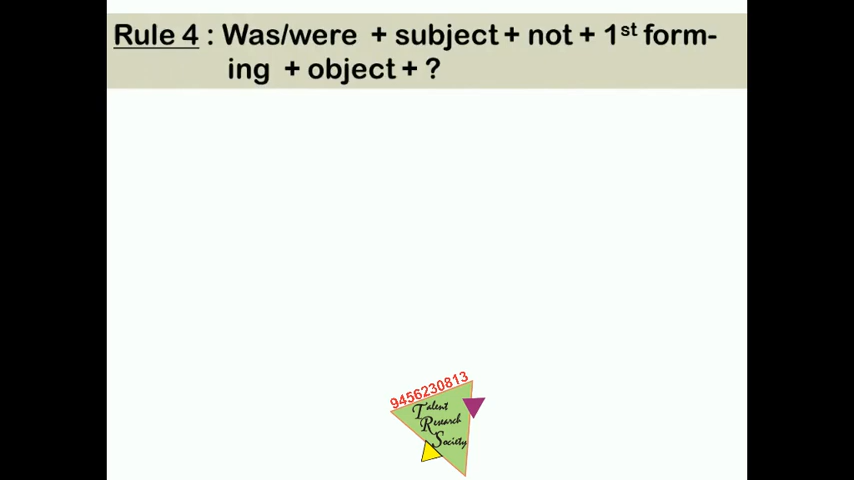 Rule 4 : Was/were + subject + not + 1st form-
ing + object + ?
9456230813
Talent
Research
Society